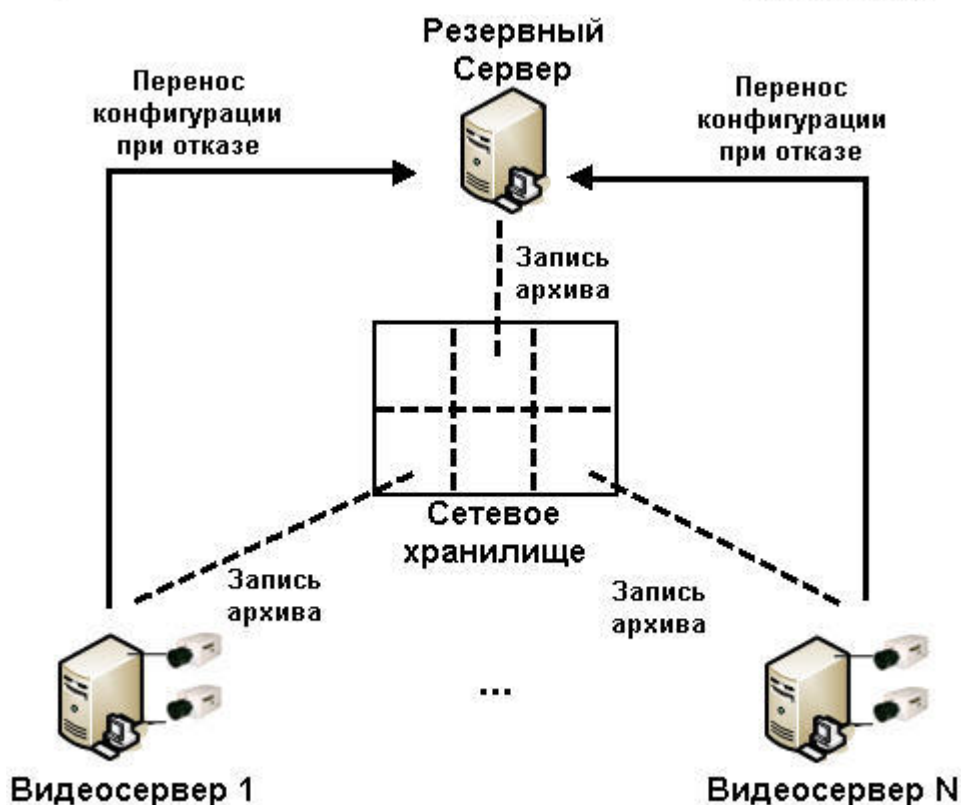 Резервный
Сервер
Перенос
конфигурации
при отказе
Перенос
конфигурации
при отказе
Запись
архива
Сетевое
хранилище
Запись
архива
Запись
архива
...
Видеосервер 1
Видеосервер N